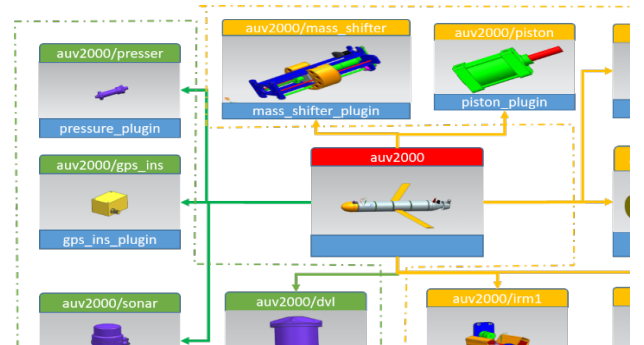 auv2000/mass_shifter
auv2000/piston
auv2000/presser
mass_shifter_plugin
piston_plugin
pressure_plugin
auv2000
auv2000/gps_ins
gps_ins_plugin
auv2000/sonar
auv2000/dvl
auv2000/irm1